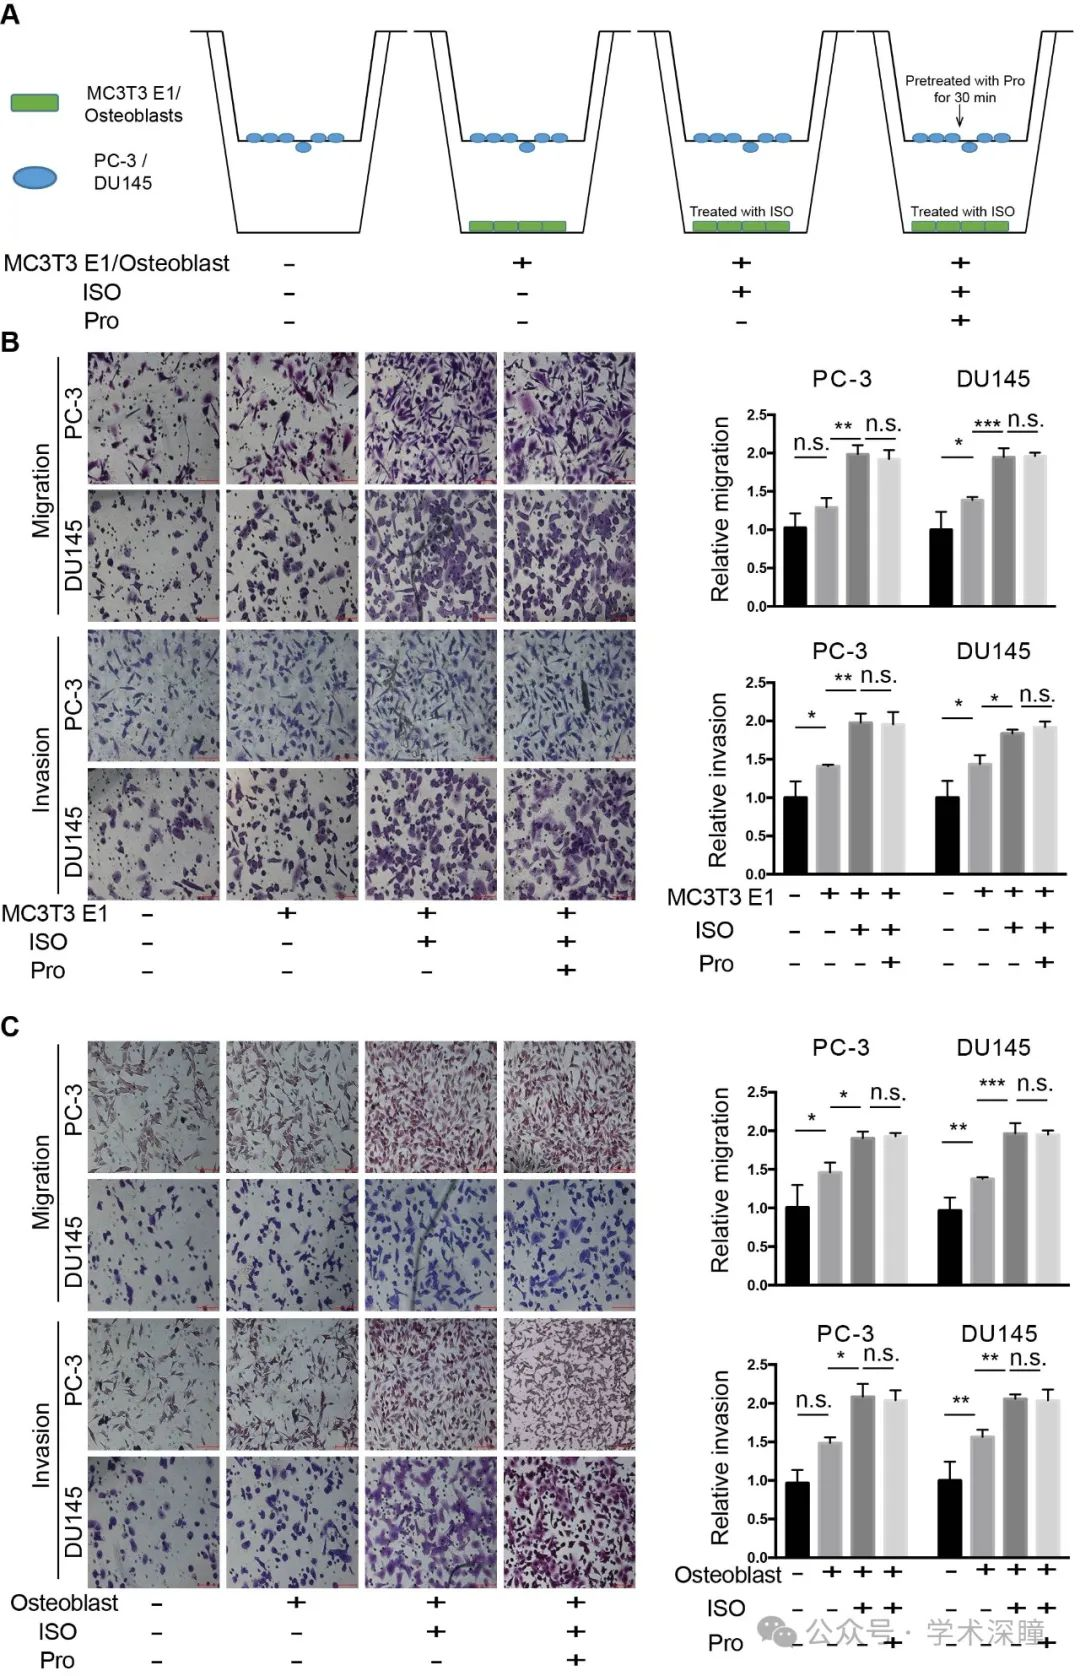 A
MC3T3 E1/
Osteoblasts
PC-3 /
DU145
Pretreated with Pro
for 30 min
Treated with ISO
Treated with ISO
MC3T3 E1/Osteoblast – + + +
ISO – – + +
Pro – – – +
B
Migration
PC-3
DU145
Invasion
PC-3
DU145
MC3T3 E1 – + + +
ISO – – + +
Pro – – – +
PC-3 DU145
Relative migration
2.5
2.0
1.5
1.0
0.5
0.0
n.s. ** n.s. * *** n.s.
PC-3 DU145
Relative invasion
2.5
2.0
1.5
1.0
0.5
0.0
* ** n.s. * * n.s.
MC3T3 E1 – + + + – + + +
ISO – – + + – – + +
Pro – – – + – – – +
C
Migration
PC-3
DU145
Invasion
PC-3
DU145
Osteoblast – + + +
ISO – – + +
Pro – – – +
PC-3 DU145
Relative migration
2.5
2.0
1.5
1.0
0.5
0.0
* * n.s. ** *** n.s.
PC-3 DU145
Relative invasion
2.5
2.0
1.5
1.0
0.5
0.0
n.s. * n.s. ** ** n.s.
Osteoblast – + + + – + + +
ISO – – + + – – + +
Pro – – – + – – – +
公众号 · 学术深瞳